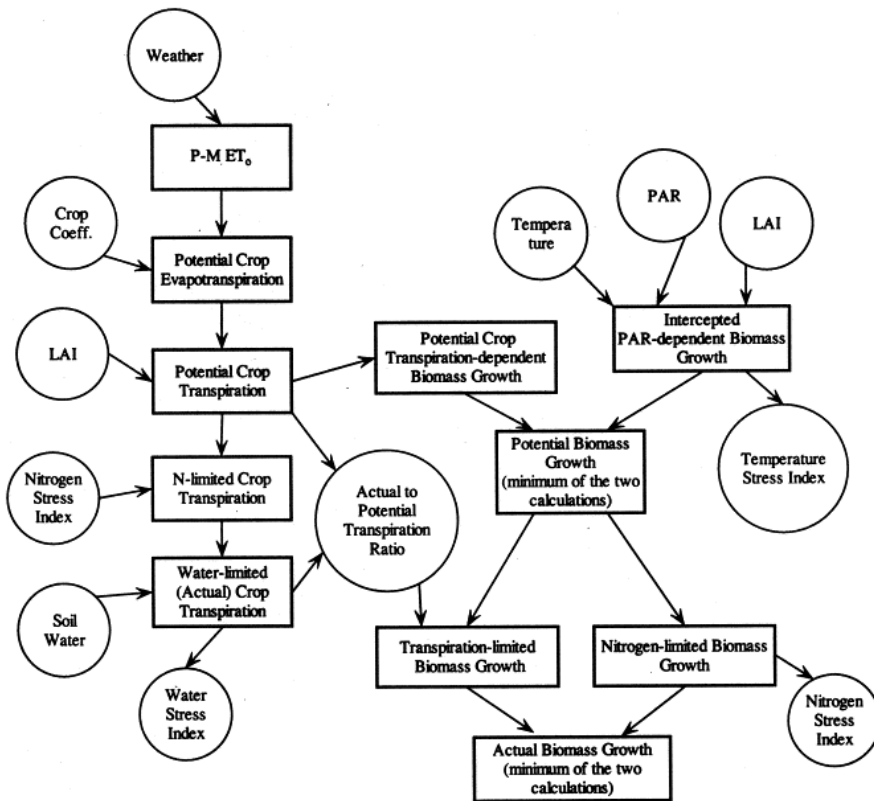 Weather
P-M ETo
Crop
Coeff.
Potential Crop
Evapotranspiration
LAI
Potential Crop
Transpiration
Nitrogen
Stress
Index
N-limited Crop
Transpiration
Soil
Water
Water-limited
(Actual) Crop
Transpiration
Water
Stress
Index
Actual to
Potential
Transpiration
Ratio
Potential Crop
Transpiration-dependent
Biomass Growth
Tempera
ture
PAR
LAI
Intercepted
PAR-dependent Biomass
Growth
Temperature
Stress Index
Potential Biomass
Growth
(minimum of the two
calculations)
Transpiration-limited
Biomass Growth
Nitrogen-limited Biomass
Growth
Nitrogen
Stress
Index
Actual Biomass Growth
(minimum of the two
calculations)